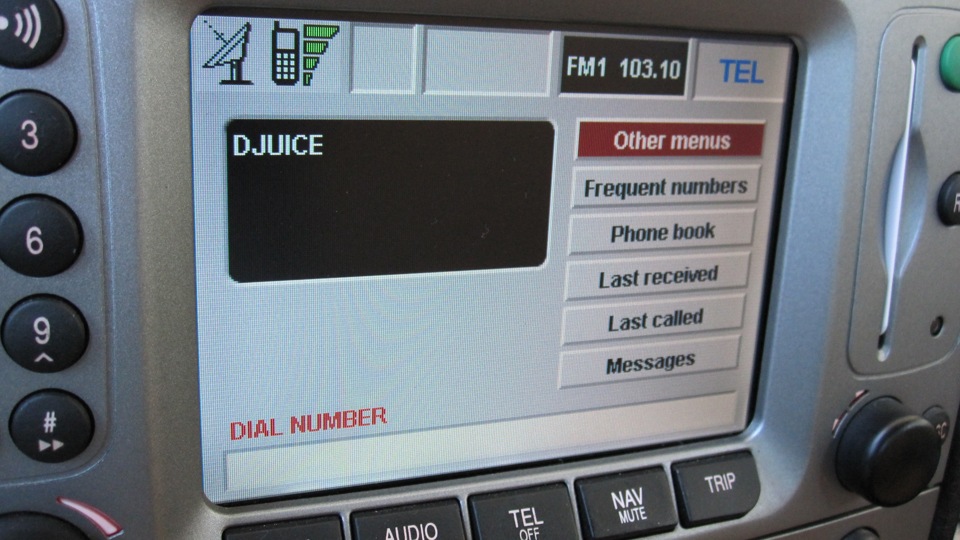 FM1 103.10
TEL
DJUICE
Other menus
Frequent numbers
Phone book
Last received
Last called
Messages
DIAL NUMBER
3
6
9
#
AUDIO
TEL
OFF
NAV
MUTE
TRIP